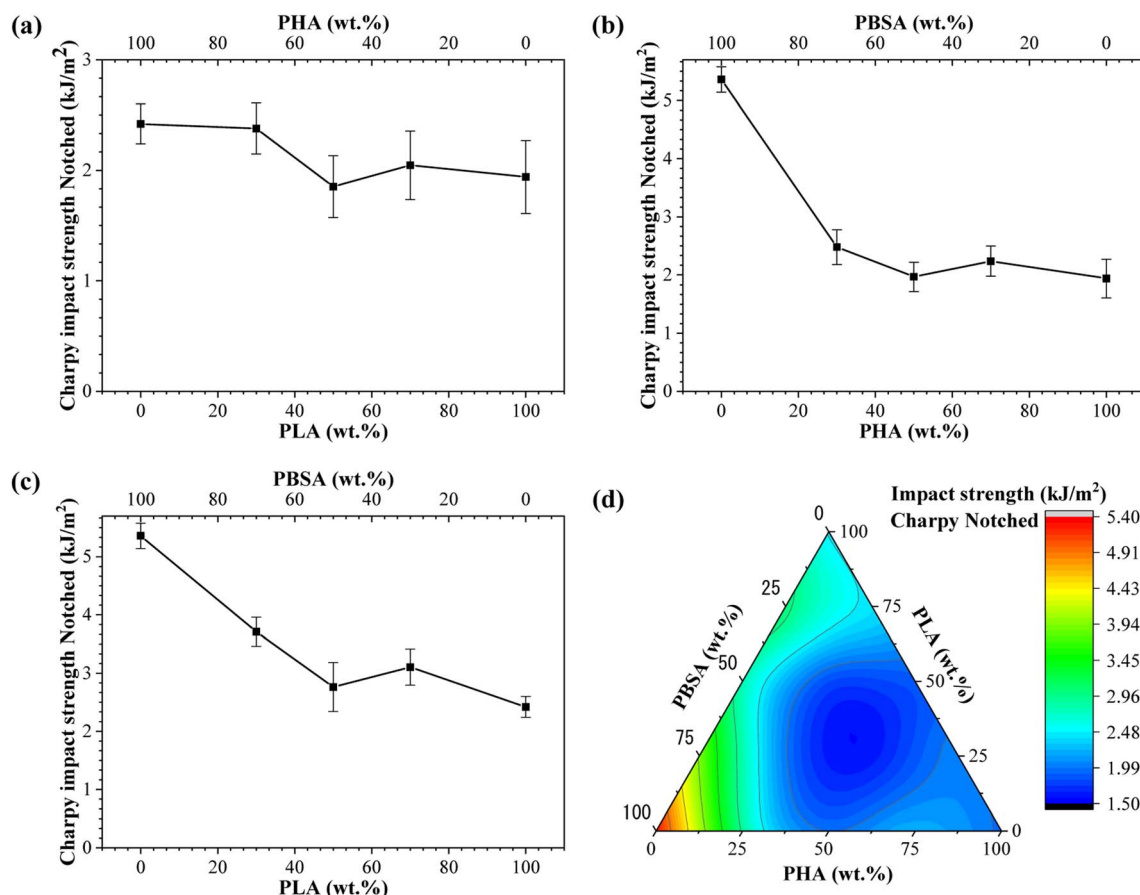 (a)
PHA (wt.%)
100 80 60 40 20 0
Charpy impact strength Notched (kJ/m²)
3
2
1
0
0 20 40 60 80 100
PLA (wt.%)
(b)
PBSA (wt.%)
100 80 60 40 20 0
Charpy impact strength Notched (kJ/m²)
5
4
3
2
1
0
0 20 40 60 80 100
PHA (wt.%)
(c)
PBSA (wt.%)
100 80 60 40 20 0
Charpy impact strength Notched (kJ/m²)
5
4
3
2
1
0
0 20 40 60 80 100
PLA (wt.%)
(d)
Impact strength (kJ/m²)
Charpy Notched
5.40
4.91
4.43
3.94
3.45
2.96
2.48
1.99
1.50
PBSA (wt.%)
0
25
50
75
100
PLA (wt.%)
100
75
50
25
0
0 25 50 75 100
PHA (wt.%)